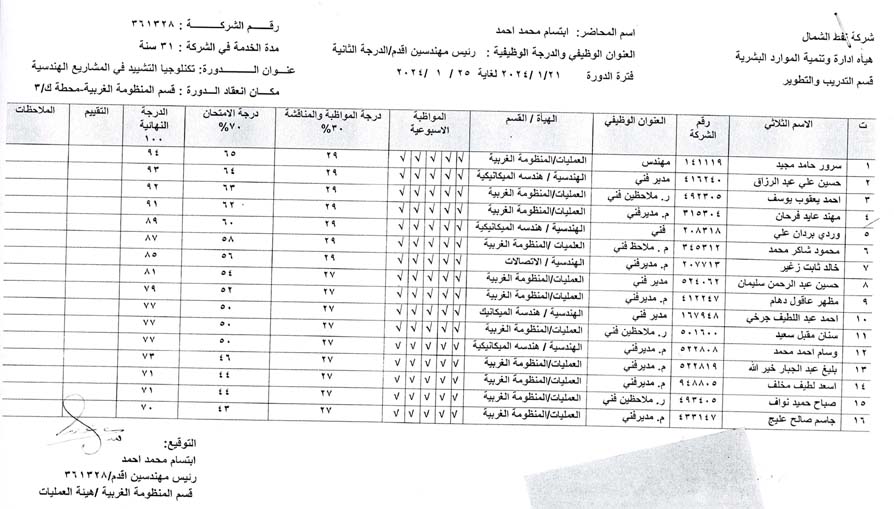 شركة نفط الشمال
هيأه ادارة وتنمية الموارد البشرية
قسم التدريب والتطوير
اسم المحاضر: ابتسام محمد احمد
العنوان الوظيفي والدرجة الوظيفية : رئيس مهندسين اقدم/الدرجة الثانية
فترة الدورة ٢٠٢٤/١/٢١ لغاية ٢٥ / ١ /٢٠٢٤
رقـم الشركــــة : ٣٦١٣٢٨
مدة الخدمة في الشركة : ٣١ سنة
عنـوان الــــــدورة: تكنلوجيا التشييد في المشاريع الهندسية
مكـان انعقاد الـدورة: قسم المنظومة الغربية-محطة ك/٣
ت الاسم الثلاثي رقم الشركة العنوان الوظيفي الهيأة / القسم المواظبة الاسبوعية درجة المواظبة والمناقشة ٣٠% درجة الامتحان ٧٠% الدرجة النهائية ١٠٠ التقييم الملاحظات
١ سرور حامد مجيد ١٤١١١٩ مهندس العمليات/المنظومة الغربية √ √ √ √ √ ٢٩ ٦٥ ٩٤
٢ حسين علي عبد الرزاق ٤١٦٢٤٠ مدير فني الهندسية / هندسه الميكانيكية √ √ √ √ √ ٢٩ ٦٤ ٩٣
٣ احمد يعقوب يوسف ٤٩٢٣٠٥ ر. ملاحظين فني العمليات/المنظومة الغربية √ √ √ √ √ ٢٩ ٦٣ ٩٢
٤ مهند عايد فرحان ٣١٥٣٠٤ م. مديرفني العمليات/المنظومة الغربية √ √ √ √ √ ٢٩ ٦٢ ٩١
٥ وردي بردان علي ٢٠٨٣١٨ فني الهندسية / هندسه الميكانيكية √ √ √ √ √ ٢٩ ٦٠ ٨٩
٦ محمود شاكر محمد ٣٤٥٣١٢ م. ملاحظ فني العلميات /المنظومة الغربية √ √ √ √ √ ٢٩ ٥٨ ٨٧
٧ خالد ثابت زغير ٢٠٧٧١٣ م. مديرفني الهندسية / الاتصالات √ √ √ √ √ ٢٩ ٥٦ ٨٥
٨ حسين عبد الرحمن سليمان ٥٢٤٠٦٢ مدير فني العمليات/المنظومة الغربية √ √ √ √ √ ٢٧ ٥٤ ٨١
٩ مظهر عاقول دهام ٤١٢٢٤٧ م. مديرفني العمليات/المنظومة الغربية √ √ √ √ √ ٢٧ ٥٢ ٧٩
١٠ احمد عبد اللطيف جرخي ١٦٧٩٤٨ مدير فني الهندسية / هندسة الميكانيك √ √ √ √ √ ٢٧ ٥٠ ٧٧
١١ سنان مقبل سعيد ٥٠١٦٠٠ ر. ملاحظين فني العمليات/المنظومة الغربية √ √ √ √ √ ٢٧ ٥٠ ٧٧
١٢ وسام احمد محمد ٥٢٢٨٠٨ م. مديرفني الهندسية / هندسه الميكانيكية √ √ √ √ √ ٢٧ ٥٠ ٧٧
١٣ بليغ عبد الجبار خير الله ٥٢٢٨١٩ م. مديرفني العمليات/المنظومة الغربية √ √ √ √ √ ٢٧ ٤٦ ٧٣
١٤ اسعد لطيف مخلف ٩٤٨٨٠٥ م. مديرفني العمليات/المنظومة الغربية √ √ √ √ √ ٢٧ ٤٤ ٧١
١٥ صباح حميد نواف ٤٩٣٤٠٥ ر. ملاحظين فني العمليات/المنظومة الغربية √ √ √ √ √ ٢٧ ٤٤ ٧١
١٦ جاسم صالح عليج ٤٣٣١٤٧ م. مديرفني العمليات/المنظومة الغربية √ √ √ √ √ ٢٧ ٤٣ ٧٠
التوقيع:
ابتسام محمد احمد
رئيس مهندسين اقدم/٣٦١٣٢٨
قسم المنظومة الغربية /هيئة العمليات